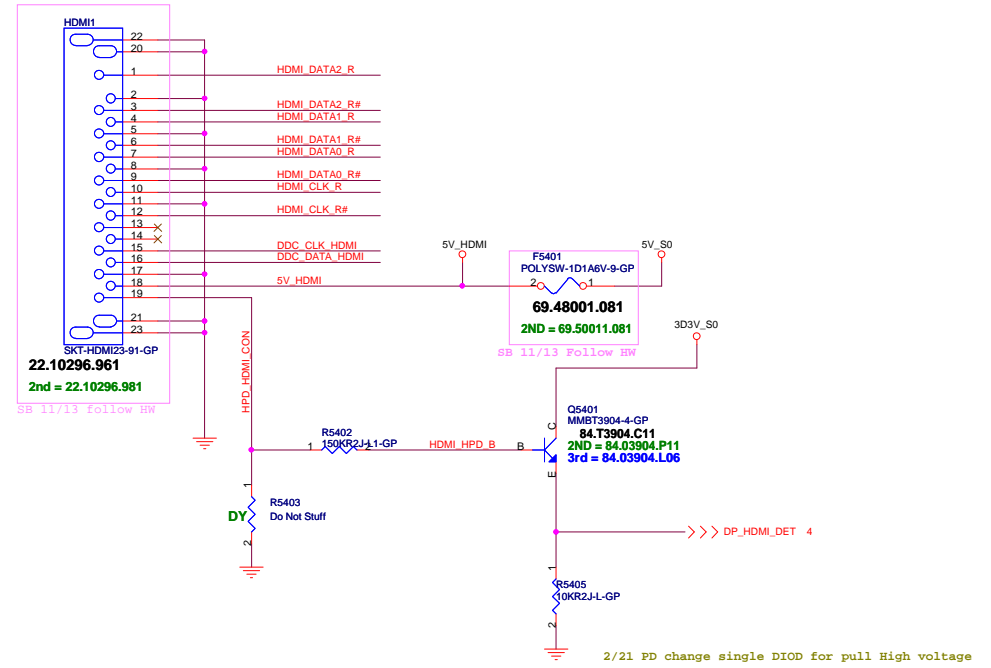 HDMI1
22
20
1 HDMI_DATA2_R
2
3 HDMI_DATA2_R#
4 HDMI_DATA1_R
5
6 HDMI_DATA1_R#
7 HDMI_DATA0_R
8
9 HDMI_DATA0_R#
10 HDMI_CLK_R
11
12 HDMI_CLK_R#
13
14
15 DDC_CLK_HDMI
16 DDC_DATA_HDMI
17
18 5V_HDMI
19
21
23
SKT-HDMI23-91-GP
22.10296.961
2nd = 22.10296.981
SB 11/13 follow HW
5V_HDMI
5V_S0
F5401
POLYSW-1D1A6V-9-GP
2 1
69.48001.081
2ND = 69.50011.081
SB 11/13 Follow HW
3D3V_S0
HPD_HDMI_CON
R5402
1 150KR2J-L1-GP 2
HDMI_HPD_B
B
C
E
Q5401
MMBT3904-4-GP
84.T3904.C11
2ND = 84.03904.P11
3rd = 84.03904.L06
1
R5403
DY Do Not Stuff
2
DP_HDMI_DET 4
1
R5405
10KR2J-L-GP
2
2/21 PD change single DIOD for pull High voltage